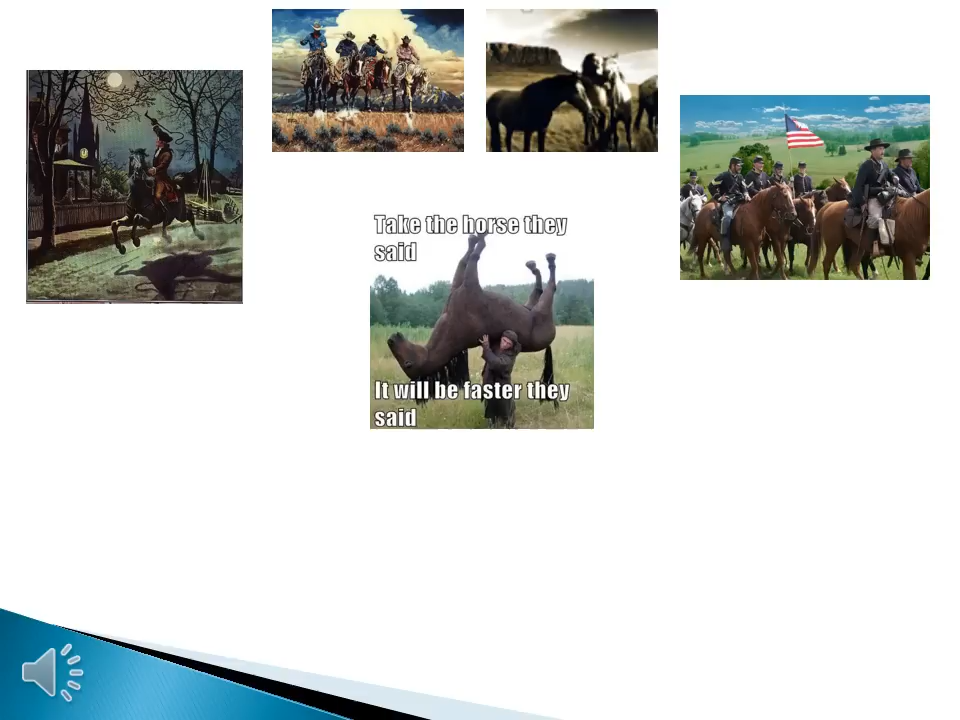 Take the horse they
said
It will be faster they
said